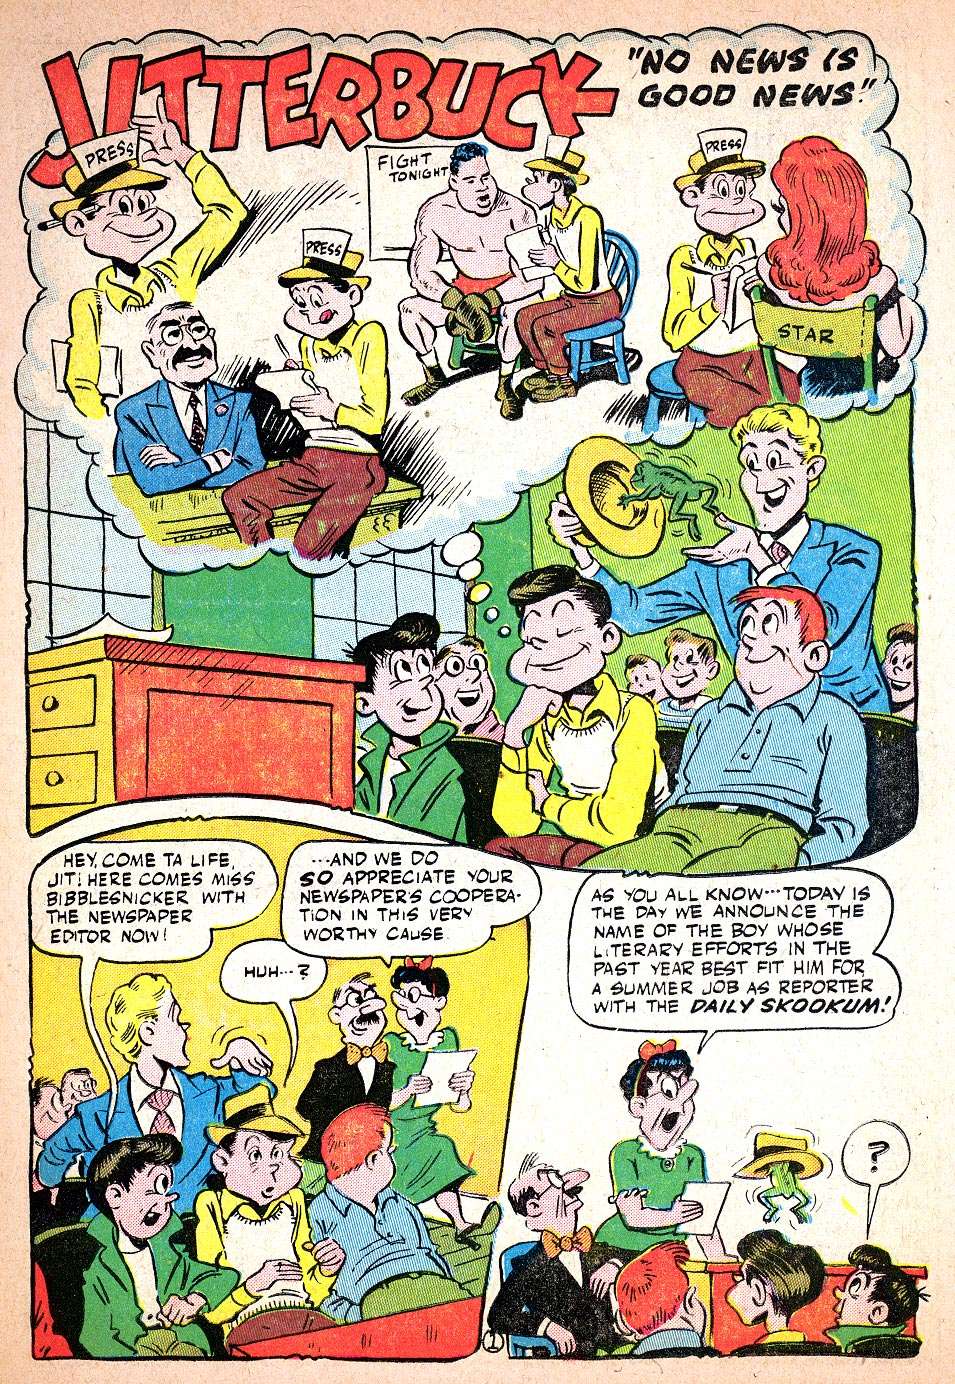 JITTERBUCK
"NO NEWS IS
GOOD NEWS."
PRESS
PRESS
FIGHT
TONIGHT
PRESS
STAR
HEY, COME TA LIFE,
JIT! HERE COMES MISS
BIBBLESNICKER WITH
THE NEWSPAPER
EDITOR NOW!
HUH---?
---AND WE DO
SO APPRECIATE YOUR
NEWSPAPER'S COOPERA-
TION IN THIS VERY
WORTHY CAUSE
AS YOU ALL KNOW---TODAY IS
THE DAY WE ANNOUNCE THE
NAME OF THE BOY WHOSE
LITERARY EFFORTS IN THE
PAST YEAR BEST FIT HIM FOR
A SUMMER JOB AS REPORTER
WITH THE DAILY SKOOKUM!
?
1